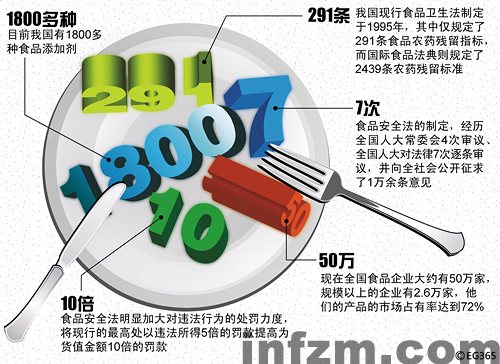 1800多种
目前我国有1800多
种食品添加剂
291条
我国现行食品卫生法制定
于1995年，其中仅规定了
291条食品农药残留指标，
而国际食品法典则规定了
2439条农药残留标准
291
1800
7
10
50
7次
食品安全法的制定，经历
全国人大常委会4次审议、
全国人大对法律7次逐条审
议，并向全社会公开征求
了1万余条意见
50万
现在全国食品企业大约有50万家，
规模以上的企业有2.6万家，他
们的产品的市场占有率达到72%
10倍
食品安全法明显加大对违法行为的处罚力度，
将现行的最高处以违法所得5倍的罚款提高为
货值金额10倍的罚款
©EG365
infzm.com